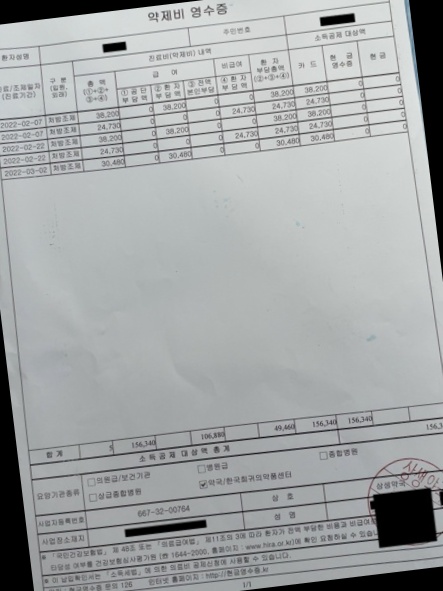 약제비 영수증
환자성명
주민번호
진료/조제일자
(진료기간)
구 분
(입원,
외래)
진료비(약제비) 내역
소득공제 대상액
총 액
(①+②+
③+④)
급 여
비급여
환 자
부담총액
(②+③+④)
카 드
현 금
영수증
현 금
① 공 단
부 담 액
② 환 자
부 담 액
③ 전액
본인부담
④ 환 자
부 담 액
2022-02-07 처방조제 38,200 0 38,200 0 0 38,200 38,200 0 0
2022-02-07 처방조제 24,730 0 0 0 24,730 24,730 24,730 0 0
2022-02-22 처방조제 38,200 0 38,200 0 0 38,200 38,200 0 0
2022-02-22 처방조제 24,730 0 0 0 24,730 24,730 24,730 0 0
2022-03-02 처방조제 30,480 0 30,480 0 0 30,480 30,480 0 0
합 계 5 156,340 106,880 49,460 156,340 156,340
소 득 공 제 대 상 액 총 계 156,3
요양기관종류
의원급/보건기관
병원급
종합병원
상급종합병원
약국/한국희귀의약품센터
사업자등록번호 667-32-00764 상 호
사업장소재지 성 명
* 「국민건강보험법」 제 48조 또는 「의료급여법」 제11조의 3에 따라 환자가 전액 부담한 비용과 비급여
타당성 여부를 건강보험심사평가원 (☎ 1644-2000, 홈페이지 : www.hira.or.kr)에 확인 요청하실 수
* 이 납입확인서는 「소득세법」에 의한 의료비 공제신청에 사용할 수 있습니다.
문의 126 인터넷 홈페이지 : http://현금영수증.kr
1/1